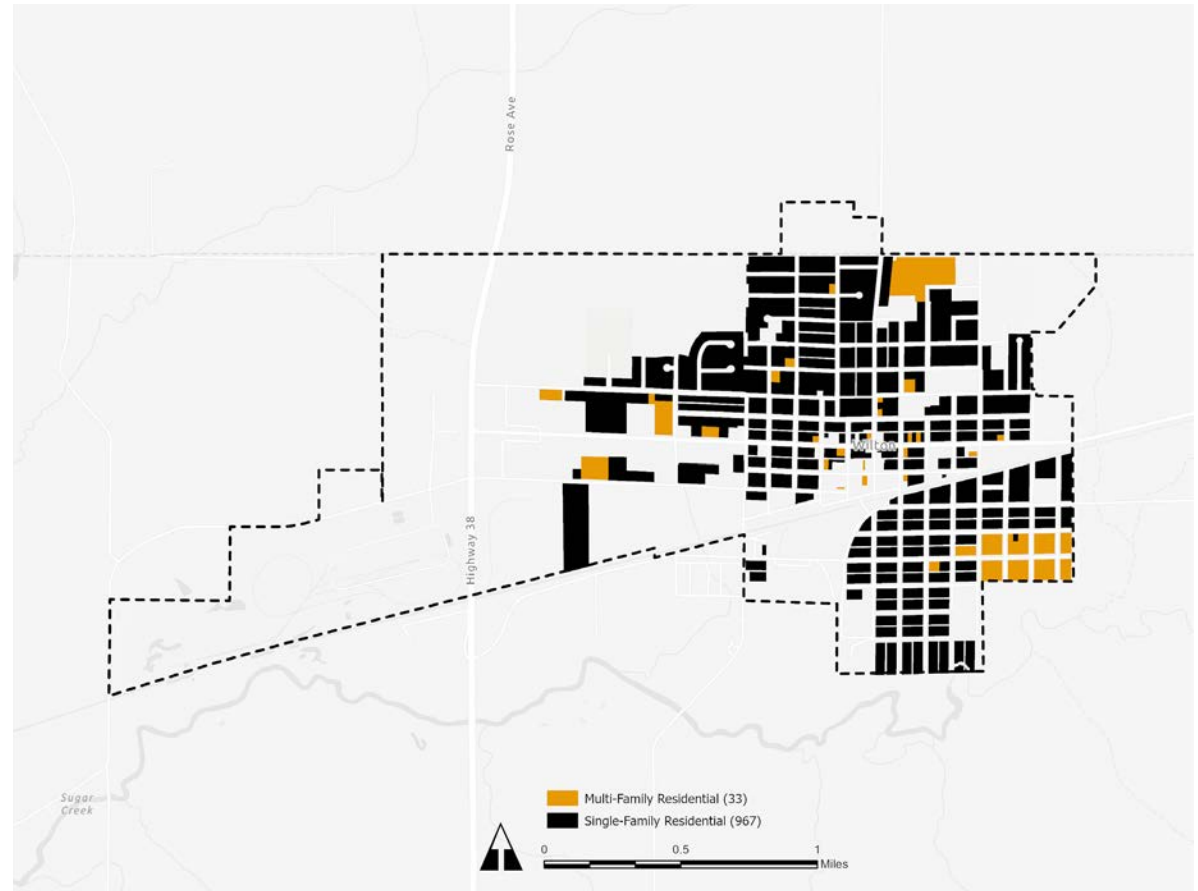 Rose Ave
Wilton
Highway 38
Sugar
Creek
Multi-Family Residential (33)
Single-Family Residential (967)
0 0.5 1
Miles